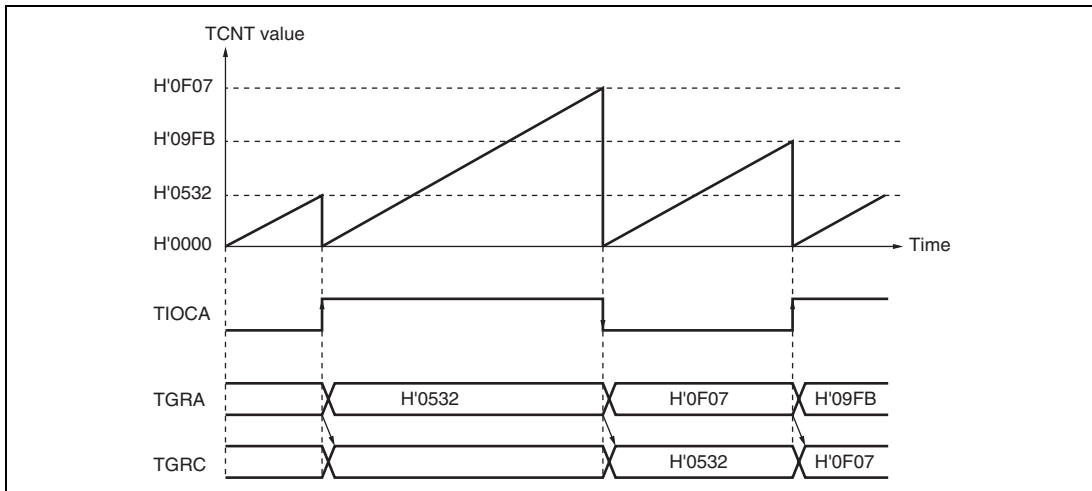 TCNT value
H'0F07
H'09FB
H'0532
H'0000
Time
TIOCA
TGRA
H'0532
H'0F07
H'09FB
TGRC
H'0532
H'0F07